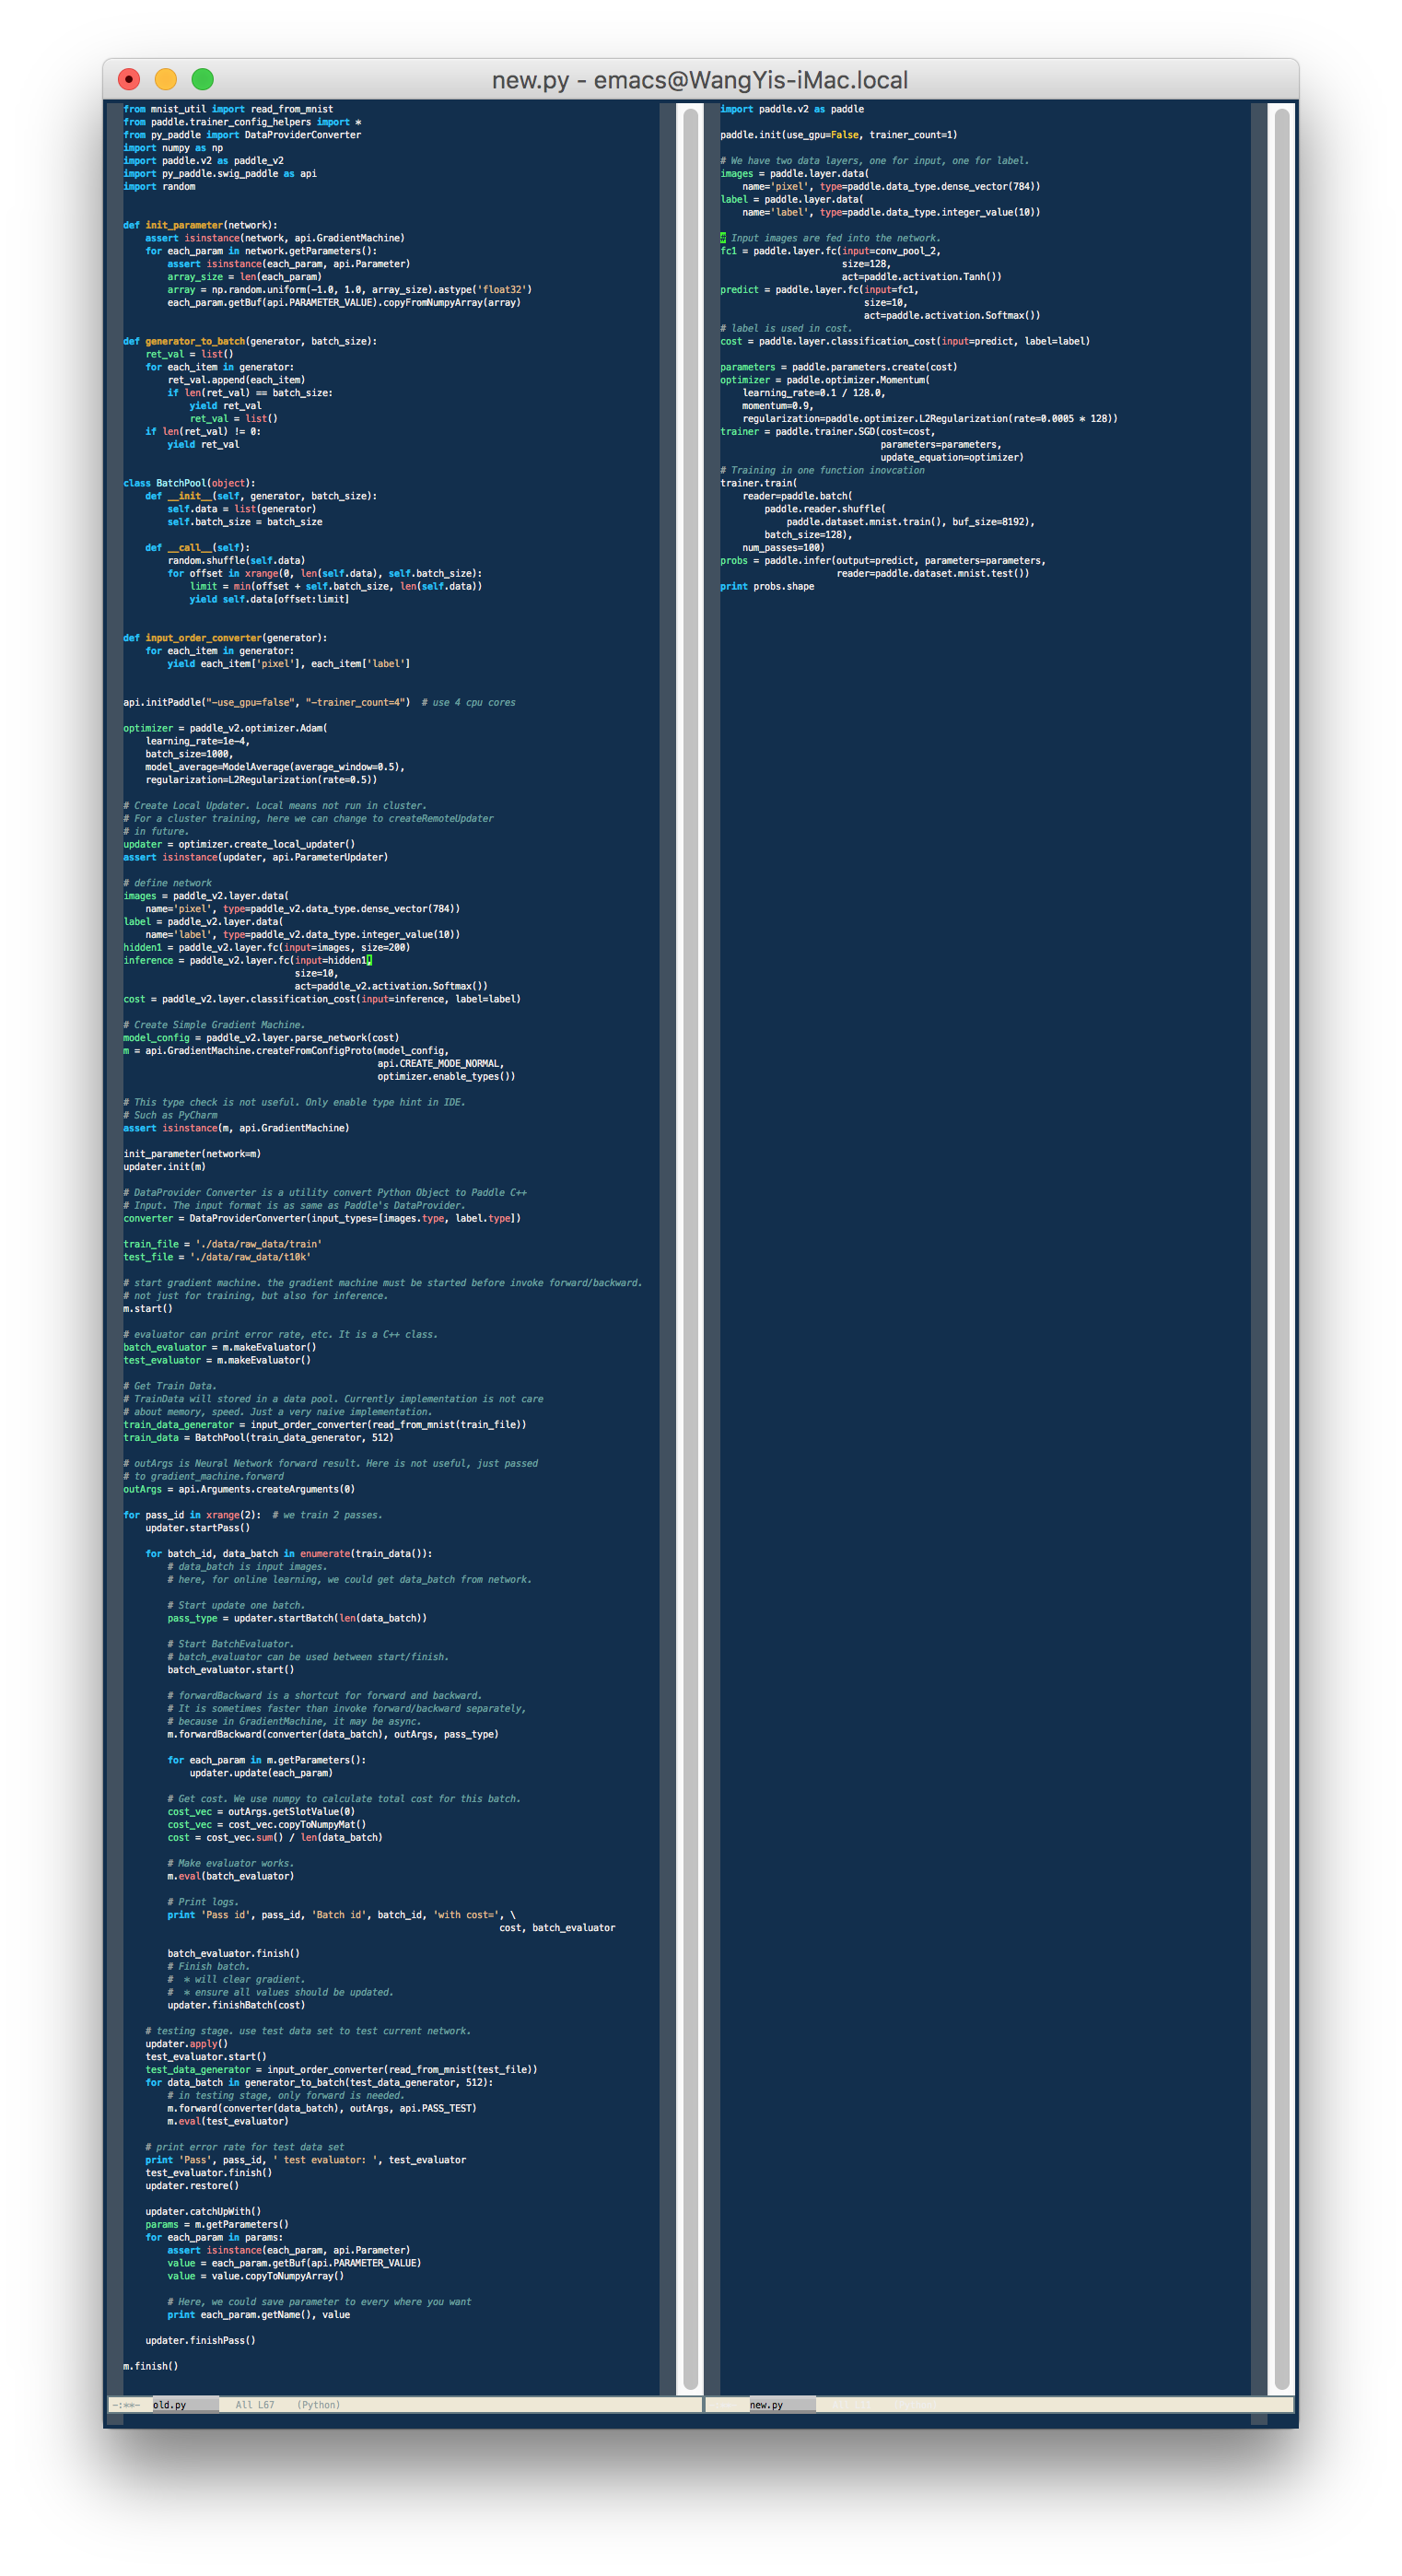 new.py - emacs@WangYis-iMac.local
from mnist_util import read_from_mnist
from paddle.trainer_config_helpers import *
from py_paddle import DataProviderConverter
import numpy as np
import paddle.v2 as paddle_v2
import py_paddle.swig_paddle as api
import random
def init_parameter(network):
    assert isinstance(network, api.GradientMachine)
    for each_param in network.getParameters():
        assert isinstance(each_param, api.Parameter)
        array_size = len(each_param)
        array = np.random.uniform(-1.0, 1.0, array_size).astype('float32')
        each_param.getBuf(api.PARAMETER_VALUE).copyFromNumpyArray(array)
def generator_to_batch(generator, batch_size):
    ret_val = list()
    for each_item in generator:
        ret_val.append(each_item)
        if len(ret_val) == batch_size:
            yield ret_val
            ret_val = list()
    if len(ret_val) != 0:
        yield ret_val
class BatchPool(object):
    def __init__(self, generator, batch_size):
        self.data = list(generator)
        self.batch_size = batch_size
    def __call__(self):
        random.shuffle(self.data)
        for offset in xrange(0, len(self.data), self.batch_size):
            limit = min(offset + self.batch_size, len(self.data))
            yield self.data[offset:limit]
def input_order_converter(generator):
    for each_item in generator:
        yield each_item['pixel'], each_item['label']
api.initPaddle("-use_gpu=false", "-trainer_count=4")  # use 4 cpu cores
optimizer = paddle_v2.optimizer.Adam(
    learning_rate=1e-4,
    batch_size=1000,
    model_average=ModelAverage(average_window=0.5),
    regularization=L2Regularization(rate=0.5))
# Create Local Updater. Local means not run in cluster.
# For a cluster training, here we can change to createRemoteUpdater
# in future.
updater = optimizer.create_local_updater()
assert isinstance(updater, api.ParameterUpdater)
# define network
images = paddle_v2.layer.data(
    name='pixel', type=paddle_v2.data_type.dense_vector(784))
label = paddle_v2.layer.data(
    name='label', type=paddle_v2.data_type.integer_value(10))
hidden1 = paddle_v2.layer.fc(input=images, size=200)
inference = paddle_v2.layer.fc(input=hidden1,
                               size=10,
                               act=paddle_v2.activation.Softmax())
cost = paddle_v2.layer.classification_cost(input=inference, label=label)
# Create Simple Gradient Machine.
model_config = paddle_v2.layer.parse_network(cost)
m = api.GradientMachine.createFromConfigProto(model_config,
                                              api.CREATE_MODE_NORMAL,
                                              optimizer.enable_types())
# This type check is not useful. Only enable type hint in IDE.
# Such as PyCharm
assert isinstance(m, api.GradientMachine)
init_parameter(network=m)
updater.init(m)
# DataProvider Converter is a utility convert Python Object to Paddle C++
# Input. The input format is as same as Paddle's DataProvider.
converter = DataProviderConverter(input_types=[images.type, label.type])
train_file = './data/raw_data/train'
test_file = './data/raw_data/t10k'
# start gradient machine. the gradient machine must be started before invoke forward/backward.
# not just for training, but also for inference.
m.start()
# evaluator can print error rate, etc. It is a C++ class.
batch_evaluator = m.makeEvaluator()
test_evaluator = m.makeEvaluator()
# Get Train Data.
# TrainData will stored in a data pool. Currently implementation is not care
# about memory, speed. Just a very naive implementation.
train_data_generator = input_order_converter(read_from_mnist(train_file))
train_data = BatchPool(train_data_generator, 512)
# outArgs is Neural Network forward result. Here is not useful, just passed
# to gradient_machine.forward
outArgs = api.Arguments.createArguments(0)
for pass_id in xrange(2):  # we train 2 passes.
    updater.startPass()
    for batch_id, data_batch in enumerate(train_data()):
        # data_batch is input images.
        # here, for online learning, we could get data_batch from network.
        # Start update one batch.
        pass_type = updater.startBatch(len(data_batch))
        # Start BatchEvaluator.
        # batch_evaluator can be used between start/finish.
        batch_evaluator.start()
        # forwardBackward is a shortcut for forward and backward.
        # It is sometimes faster than invoke forward/backward separately,
        # because in GradientMachine, it may be async.
        m.forwardBackward(converter(data_batch), outArgs, pass_type)
        for each_param in m.getParameters():
            updater.update(each_param)
        # Get cost. We use numpy to calculate total cost for this batch.
        cost_vec = outArgs.getSlotValue(0)
        cost_vec = cost_vec.copyToNumpyMat()
        cost = cost_vec.sum() / len(data_batch)
        # Make evaluator works.
        m.eval(batch_evaluator)
        # Print logs.
        print 'Pass id', pass_id, 'Batch id', batch_id, 'with cost=', \
                                                                    cost, batch_evaluator
        batch_evaluator.finish()
        # Finish batch.
        #  * will clear gradient.
        #  * ensure all values should be updated.
        updater.finishBatch(cost)
    # testing stage. use test data set to test current network.
    updater.apply()
    test_evaluator.start()
    test_data_generator = input_order_converter(read_from_mnist(test_file))
    for data_batch in generator_to_batch(test_data_generator, 512):
        # in testing stage, only forward is needed.
        m.forward(converter(data_batch), outArgs, api.PASS_TEST)
        m.eval(test_evaluator)
    # print error rate for test data set
    print 'Pass', pass_id, ' test evaluator: ', test_evaluator
    test_evaluator.finish()
    updater.restore()
    updater.catchUpWith()
    params = m.getParameters()
    for each_param in params:
        assert isinstance(each_param, api.Parameter)
        value = each_param.getBuf(api.PARAMETER_VALUE)
        value = value.copyToNumpyArray()
        # Here, we could save parameter to every where you want
        print each_param.getName(), value
    updater.finishPass()
m.finish()
-:**-  old.py         All L67    (Python)
import paddle.v2 as paddle
paddle.init(use_gpu=False, trainer_count=1)
# We have two data layers, one for input, one for label.
images = paddle.layer.data(
    name='pixel', type=paddle.data_type.dense_vector(784))
label = paddle.layer.data(
    name='label', type=paddle.data_type.integer_value(10))
# Input images are fed into the network.
fc1 = paddle.layer.fc(input=conv_pool_2,
                      size=128,
                      act=paddle.activation.Tanh())
predict = paddle.layer.fc(input=fc1,
                          size=10,
                          act=paddle.activation.Softmax())
# label is used in cost.
cost = paddle.layer.classification_cost(input=predict, label=label)
parameters = paddle.parameters.create(cost)
optimizer = paddle.optimizer.Momentum(
    learning_rate=0.1 / 128.0,
    momentum=0.9,
    regularization=paddle.optimizer.L2Regularization(rate=0.0005 * 128))
trainer = paddle.trainer.SGD(cost=cost,
                             parameters=parameters,
                             update_equation=optimizer)
# Training in one function inovcation
trainer.train(
    reader=paddle.batch(
        paddle.reader.shuffle(
            paddle.dataset.mnist.train(), buf_size=8192),
        batch_size=128),
    num_passes=100)
probs = paddle.infer(output=predict, parameters=parameters,
                     reader=paddle.dataset.mnist.test())
print probs.shape
new.py